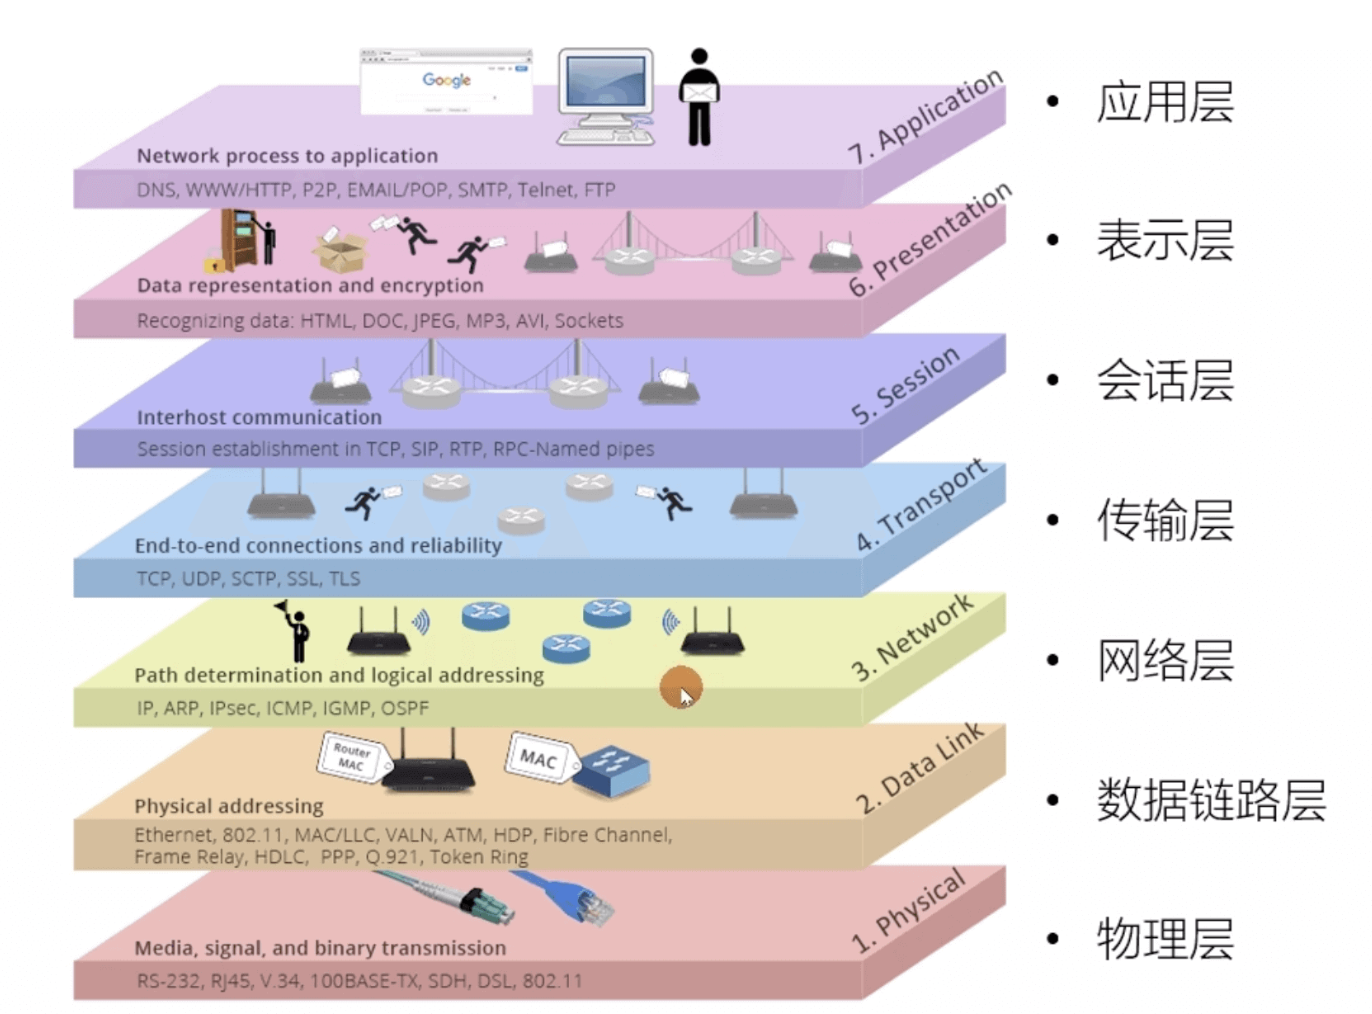 Google
7. Application
Network process to application
DNS, WWW/HTTP, P2P, EMAIL/POP, SMTP, Telnet, FTP
应用层
6. Presentation
Data representation and encryption
Recognizing data: HTML, DOC, JPEG, MP3, AVI, Sockets
表示层
5. Session
Interhost communication
Session establishment in TCP, SIP, RTP, RPC-Named pipes
会话层
4. Transport
End-to-end connections and reliability
TCP, UDP, SCTP, SSL, TLS
传输层
3. Network
Path determination and logical addressing
IP, ARP, IPsec, ICMP, IGMP, OSPF
网络层
2. Data Link
Router
MAC
MAC
Physical addressing
Ethernet, 802.11, MAC/LLC, VALN, ATM, HDP, Fibre Channel,
Frame Relay, HDLC, PPP, Q.921, Token Ring
数据链路层
1. Physical
Media, signal, and binary transmission
RS-232, RJ45, V.34, 100BASE-TX, SDH, DSL, 802.11
物理层